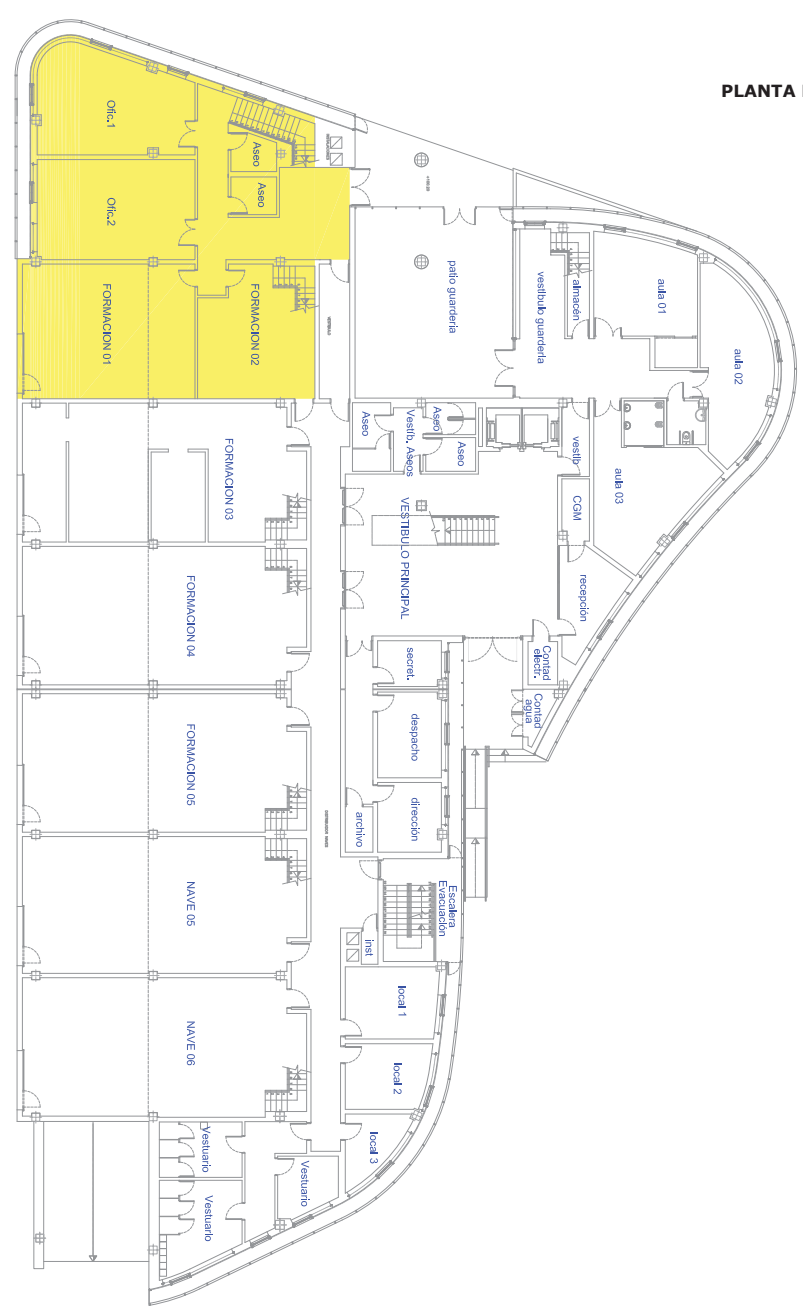 PLANTA
Ofic.1
Aseo
Ofic.2
Aseo
FORMACION 01
FORMACION 02
patio guarderia
vestíbulo guardería
almacén
aula 01
aula 02
Aseo
Vestíb. Aseos
Aseo
Aseo
vestíb
aula 03
CGM
FORMACION 03
VESTIBULO PRINCIPAL
recepción
FORMACION 04
secret.
Contad
electr.
Contad
agua
FORMACION 05
despacho
archivo
dirección
NAVE 05
Escalera
Evacuación
inst
NAVE 06
local 1
local 2
local 3
Vestuario
Vestuario
Vestuario